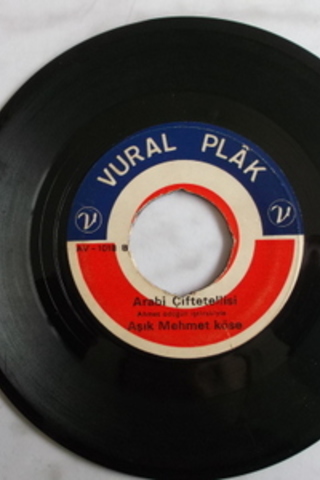 VURAL PLÂK
V V
Arabi Çiftetellisi
Aşık Mehmet köse